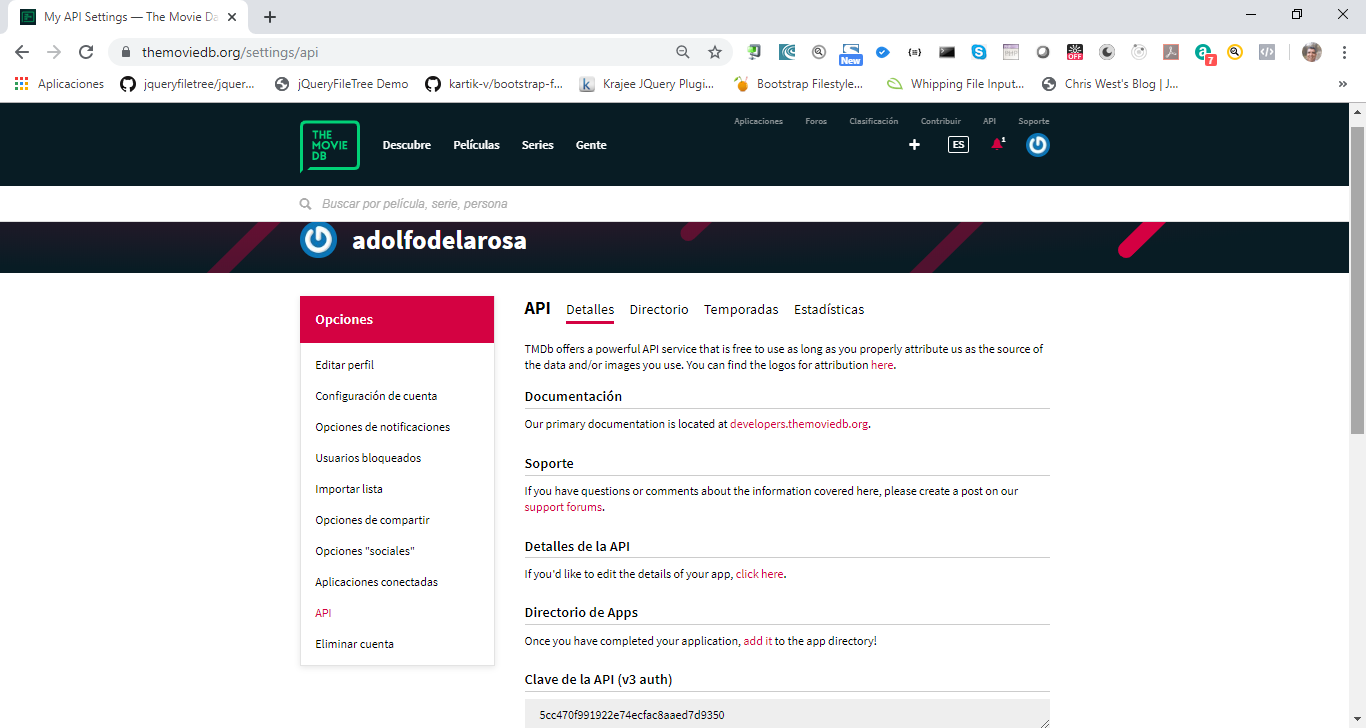 My API Settings — The Movie Da
themoviedb.org/settings/api
New
OFF
7
Aplicaciones
jqueryfiletree/jquer...
jQueryFileTree Demo
kartik-v/bootstrap-f...
Krajee JQuery Plugi...
Bootstrap Filestyle...
Whipping File Input...
Chris West's Blog | J...
»
Aplicaciones Foros Clasificación Contribuir API Soporte
THE
MOVIE
DB
Descubre Películas Series Gente
ES
1
Buscar por película, serie, persona
adolfodelarosa
Opciones
Editar perfil
Configuración de cuenta
Opciones de notificaciones
Usuarios bloqueados
Importar lista
Opciones de compartir
Opciones "sociales"
Aplicaciones conectadas
API
Eliminar cuenta
API Detalles Directorio Temporadas Estadísticas
TMDb offers a powerful API service that is free to use as long as you properly attribute us as the source of
the data and/or images you use. You can find the logos for attribution here.
Documentación
Our primary documentation is located at developers.themoviedb.org.
Soporte
If you have questions or comments about the information covered here, please create a post on our
support forums.
Detalles de la API
If you'd like to edit the details of your app, click here.
Directorio de Apps
Once you have completed your application, add it to the app directory!
Clave de la API (v3 auth)
5cc470f991922e74ecfac8aaed7d9350